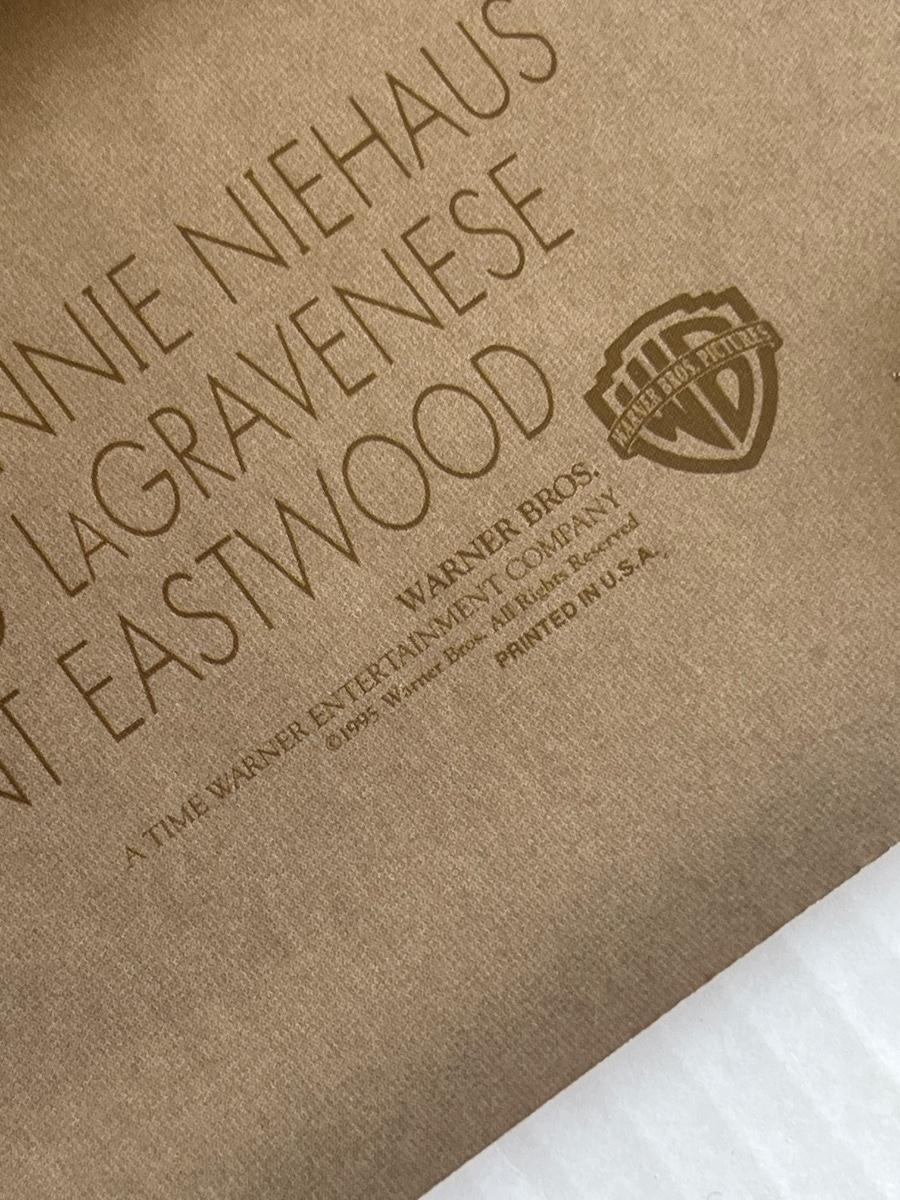 NNIE NIEHAUS
LAGRAVENESE
NT EASTWOOD
WARNER BROS. PICTURES
WB
WARNER BROS.
A TIME WARNER ENTERTAINMENT COMPANY
©1995 Warner Bros. All Rights Reserved
PRINTED IN U.S.A.